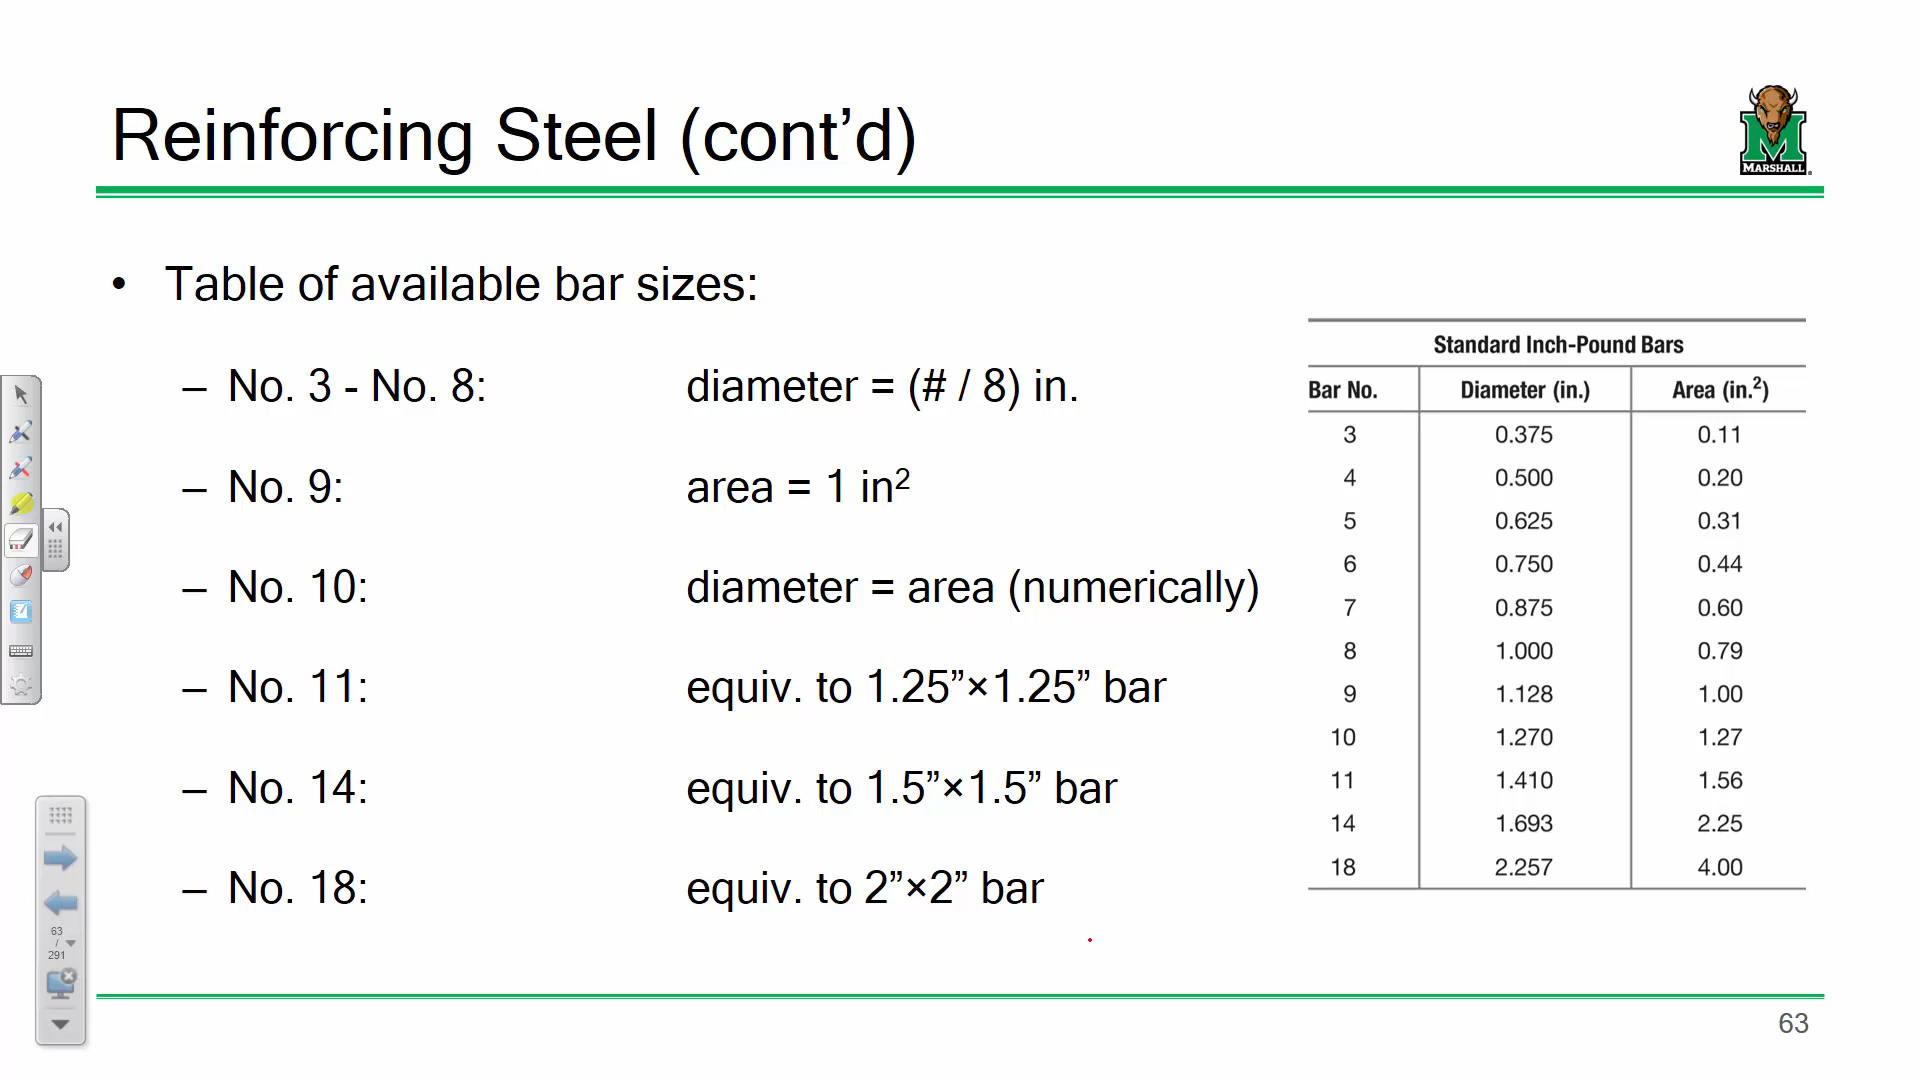 Reinforcing Steel (cont’d)
MARSHALL
• Table of available bar sizes:
– No. 3 - No. 8: diameter = (# / 8) in.
– No. 9: area = 1 in²
– No. 10: diameter = area (numerically)
– No. 11: equiv. to 1.25”×1.25” bar
– No. 14: equiv. to 1.5”×1.5” bar
– No. 18: equiv. to 2”×2” bar
Standard Inch-Pound Bars
Bar No. Diameter (in.) Area (in.²)
3 0.375 0.11
4 0.500 0.20
5 0.625 0.31
6 0.750 0.44
7 0.875 0.60
8 1.000 0.79
9 1.128 1.00
10 1.270 1.27
11 1.410 1.56
14 1.693 2.25
18 2.257 4.00
63
/
291
63